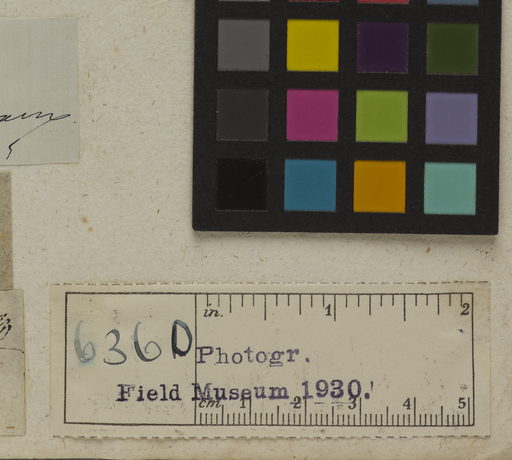 in. 1 2
6360 Photogr.
Field Museum 1930.
cm 1 2 3 4 5